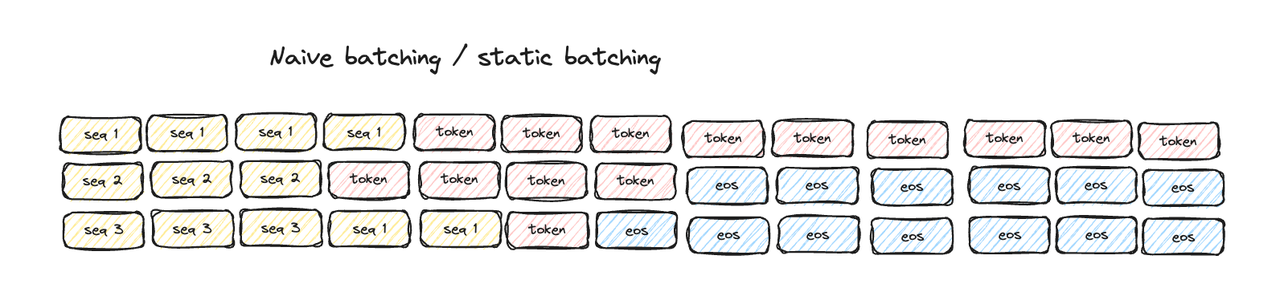 Naive batching / static batching
seq 1 seq 1 seq 1 seq 1 token token token token token token token token token
seq 2 seq 2 seq 2 token token token token eos eos eos eos eos eos
seq 3 seq 3 seq 3 seq 1 seq 1 token eos eos eos eos eos eos eos